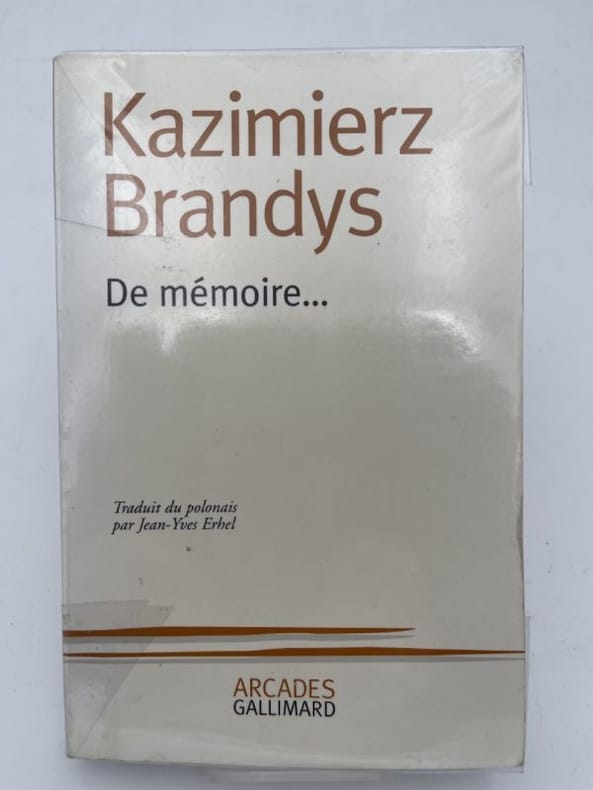 Kazimierz
Brandys
De mémoire...
Traduit du polonais
par Jean-Yves Erhel
ARCADES
GALLIMARD